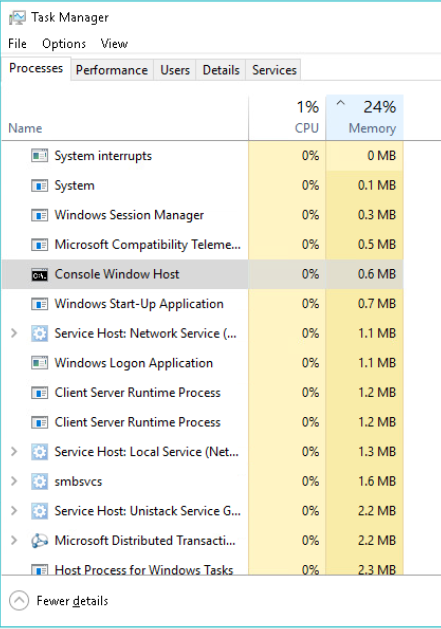 Task Manager
File Options View
Processes Performance Users Details Services
1% 24%
Name CPU Memory
System interrupts 0% 0 MB
System 0% 0.1 MB
Windows Session Manager 0% 0.3 MB
Microsoft Compatibility Teleme... 0% 0.5 MB
Console Window Host 0% 0.6 MB
Windows Start-Up Application 0% 0.7 MB
Service Host: Network Service (... 0% 1.1 MB
Windows Logon Application 0% 1.1 MB
Client Server Runtime Process 0% 1.2 MB
Client Server Runtime Process 0% 1.2 MB
Service Host: Local Service (Net... 0% 1.3 MB
smbsvcs 0% 1.6 MB
Service Host: Unistack Service G... 0% 2.2 MB
Microsoft Distributed Transacti... 0% 2.2 MB
Host Process for Windows Tasks 0% 2.3 MB
Fewer details